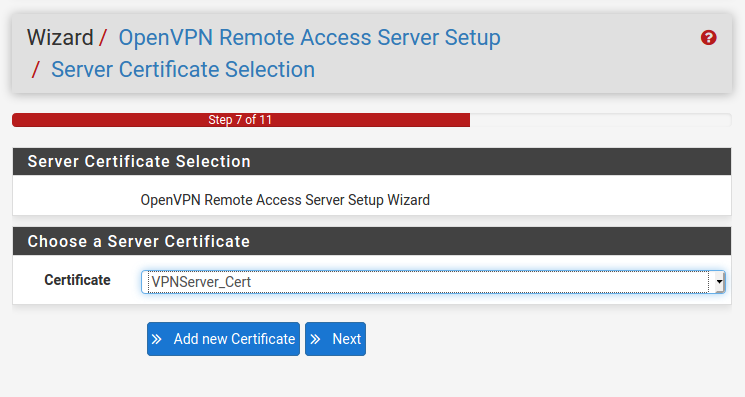 Wizard / OpenVPN Remote Access Server Setup
/ Server Certificate Selection
Step 7 of 11
Server Certificate Selection
OpenVPN Remote Access Server Setup Wizard
Choose a Server Certificate
Certificate VPNServer_Cert
» Add new Certificate » Next